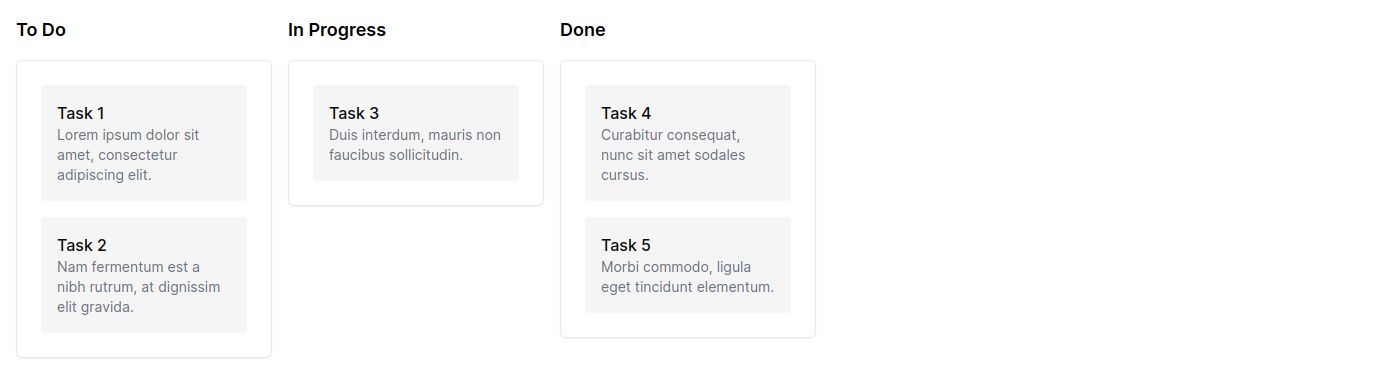 To Do
Task 1
Lorem ipsum dolor sit
amet, consectetur
adipiscing elit.
Task 2
Nam fermentum est a
nibh rutrum, at dignissim
elit gravida.
In Progress
Task 3
Duis interdum, mauris non
faucibus sollicitudin.
Done
Task 4
Curabitur consequat,
nunc sit amet sodales
cursus.
Task 5
Morbi commodo, ligula
eget tincidunt elementum.